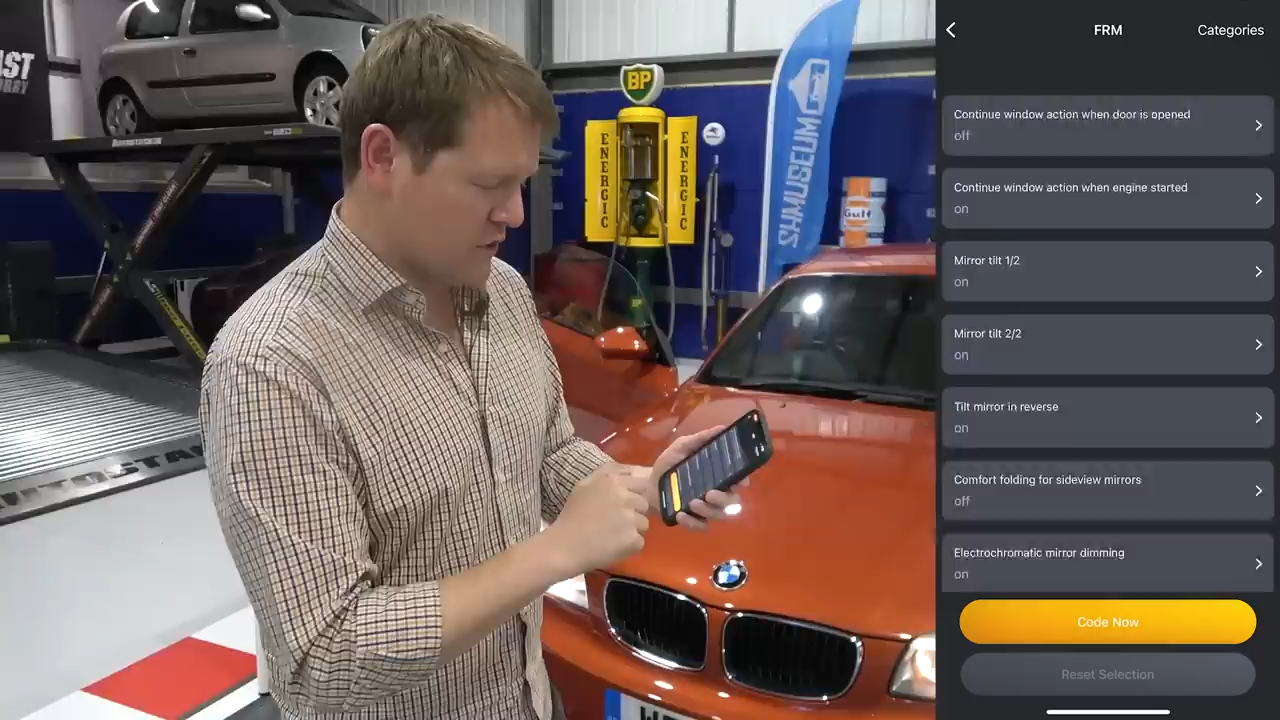 BP
ENERGIC
ENERGIC
SHMUSEUM
Gulf
AUTOSTA
FRM
Categories
Continue window action when door is opened
off
Continue window action when engine started
on
Mirror tilt 1/2
on
Mirror tilt 2/2
on
Tilt mirror in reverse
on
Comfort folding for sideview mirrors
off
Electrochromatic mirror dimming
on
Code Now
Reset Selection